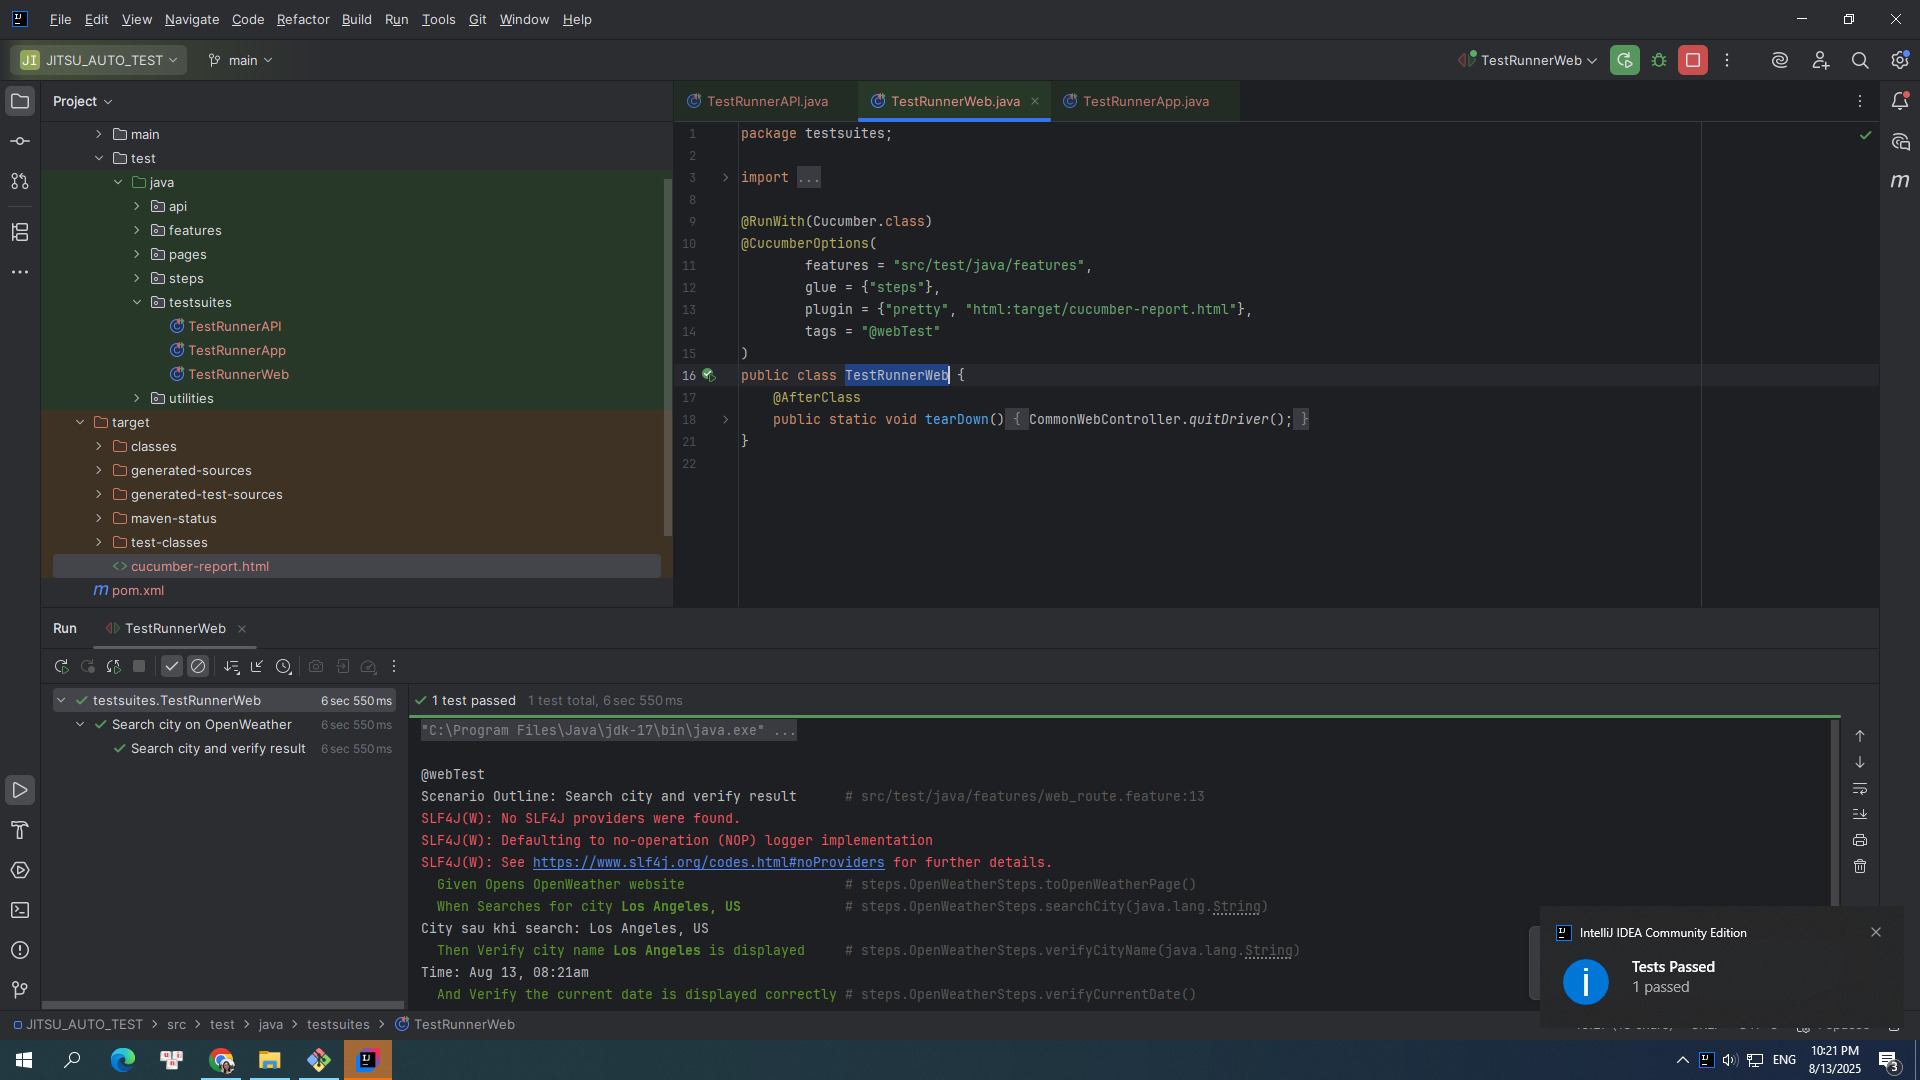 File Edit View Navigate Code Refactor Build Run Tools Git Window Help
JI JITSU_AUTO_TEST main TestRunnerWeb
Project
main
test
java
api
features
pages
steps
testsuites
TestRunnerAPI
TestRunnerApp
TestRunnerWeb
utilities
target
classes
generated-sources
generated-test-sources
maven-status
test-classes
<> cucumber-report.html
m pom.xml
TestRunnerAPI.java TestRunnerWeb.java TestRunnerApp.java
1 package testsuites;
2
3 import ...
8
9 @RunWith(Cucumber.class)
10 @CucumberOptions(
11 features = "src/test/java/features",
12 glue = {"steps"},
13 plugin = {"pretty", "html:target/cucumber-report.html"},
14 tags = "@webTest"
15 )
16 public class TestRunnerWeb {
17 @AfterClass
18 public static void tearDown() { CommonWebController.quitDriver(); }
21 }
22
m
Run TestRunnerWeb
testsuites.TestRunnerWeb 6 sec 550 ms
Search city on OpenWeather 6 sec 550 ms
Search city and verify result 6 sec 550 ms
1 test passed 1 test total, 6 sec 550 ms
"C:\Program Files\Java\jdk-17\bin\java.exe" ...
@webTest
Scenario Outline: Search city and verify result # src/test/java/features/web_route.feature:13
SLF4J(W): No SLF4J providers were found.
SLF4J(W): Defaulting to no-operation (NOP) logger implementation
SLF4J(W): See https://www.slf4j.org/codes.html#noProviders for further details.
Given Opens OpenWeather website # steps.OpenWeatherSteps.toOpenWeatherPage()
When Searches for city Los Angeles, US # steps.OpenWeatherSteps.searchCity(java.lang.String)
City sau khi search: Los Angeles, US
Then Verify city name Los Angeles is displayed # steps.OpenWeatherSteps.verifyCityName(java.lang.String)
Time: Aug 13, 08:21am
And Verify the current date is displayed correctly # steps.OpenWeatherSteps.verifyCurrentDate()
IntelliJ IDEA Community Edition
Tests Passed
1 passed
JITSU_AUTO_TEST > src > test > java > testsuites > TestRunnerWeb
ENG
10:21 PM
8/13/2025
3